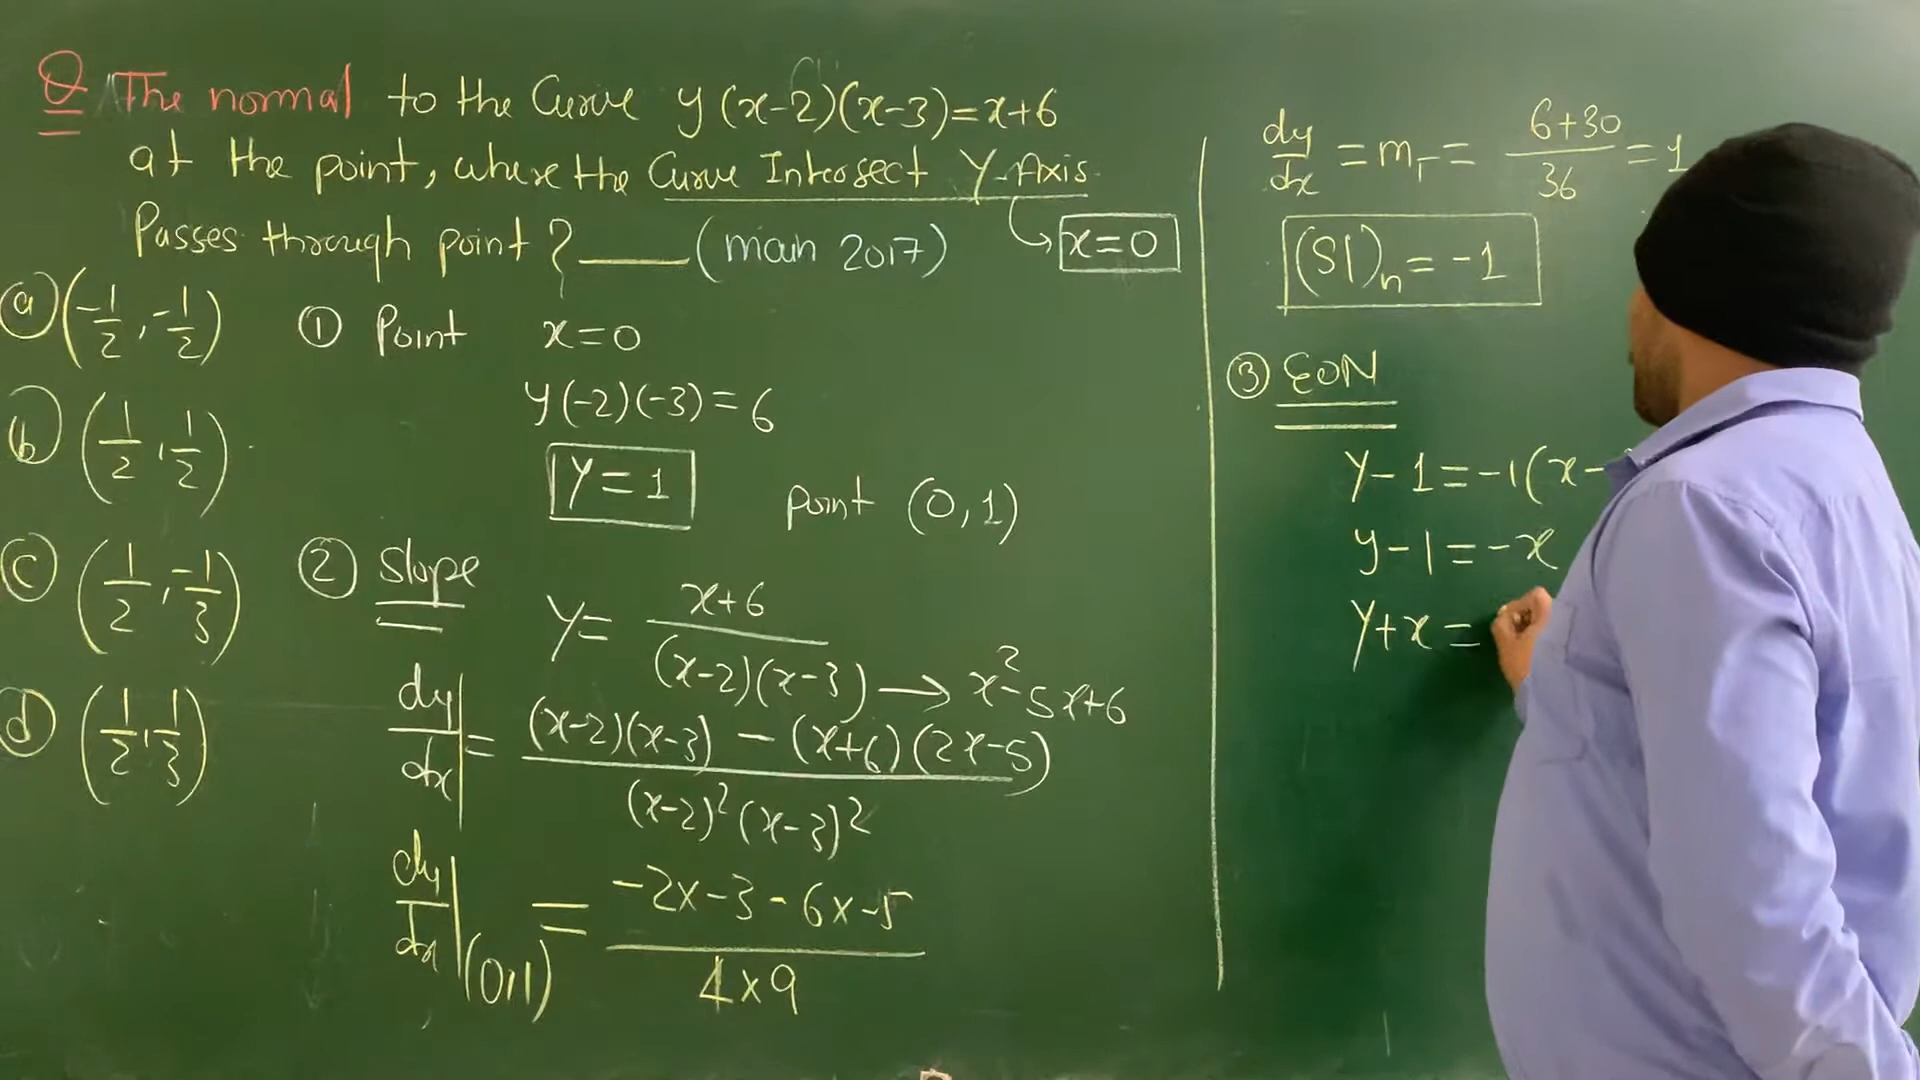 Q The normal to the Curve y(x-2)(x-3)=x+6
at the point, where the Curve Intersect Y-Axis
Passes through point? ____ (main 2017)
x=0
(a) (-1/2, -1/2)
(b) (1/2, 1/2)
(c) (1/2, -1/3)
(d) (1/2, 1/3)
① Point x=0
y(-2)(-3)=6
y=1
point (0,1)
② Slope
y= x+6 / (x-2)(x-3) → x²-5x+6
dy/dx = (x-2)(x-3) - (x+6)(2x-5) / (x-2)²(x-3)²
dy/dx|(0,1) = -2x-3-6x-5 / 4x9
dy/dx = m_T = 6+30 / 36 = 1
(Sl)_n = -1
③ EON
y-1=-1(x-
y-1=-x
y+x=